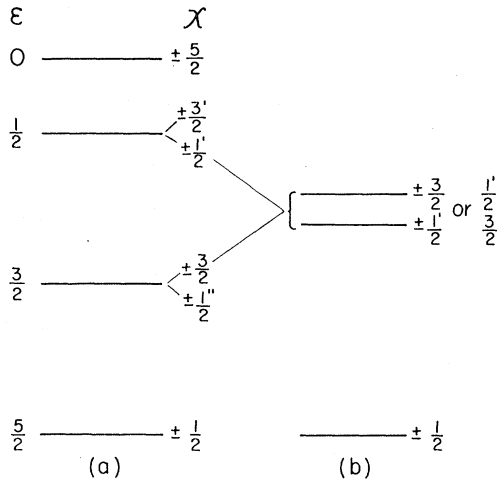 ε χ
0 ± 5/2
1/2 ± 3'/2
± 1'/2
± 3/2 or 1'/2
± 1'/2 3/2
3/2 ± 3/2
± 1''/2
5/2 ± 1/2 ± 1/2
(a) (b)